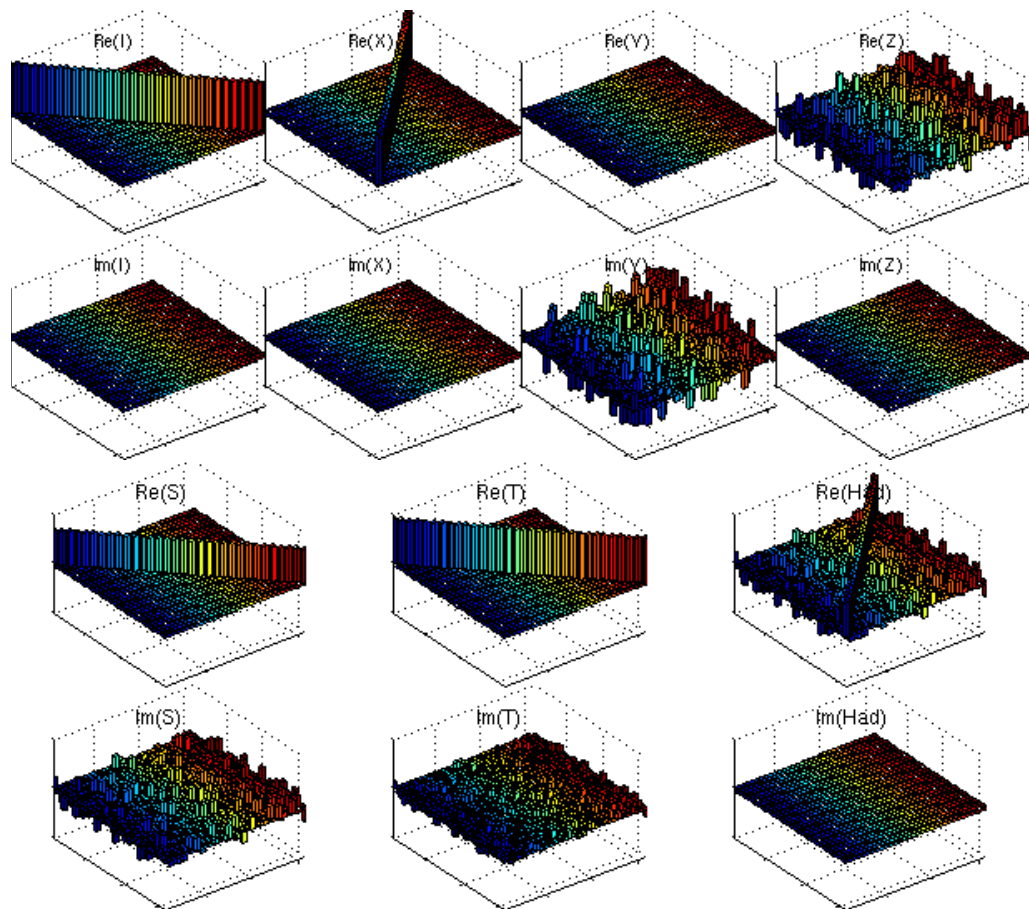 Re(I) Re(X) Re(Y) Re(Z)
Im(I) Im(X) Im(Y) Im(Z)
Re(S) Re(T) Re(Had)
Im(S) Im(T) Im(Had)